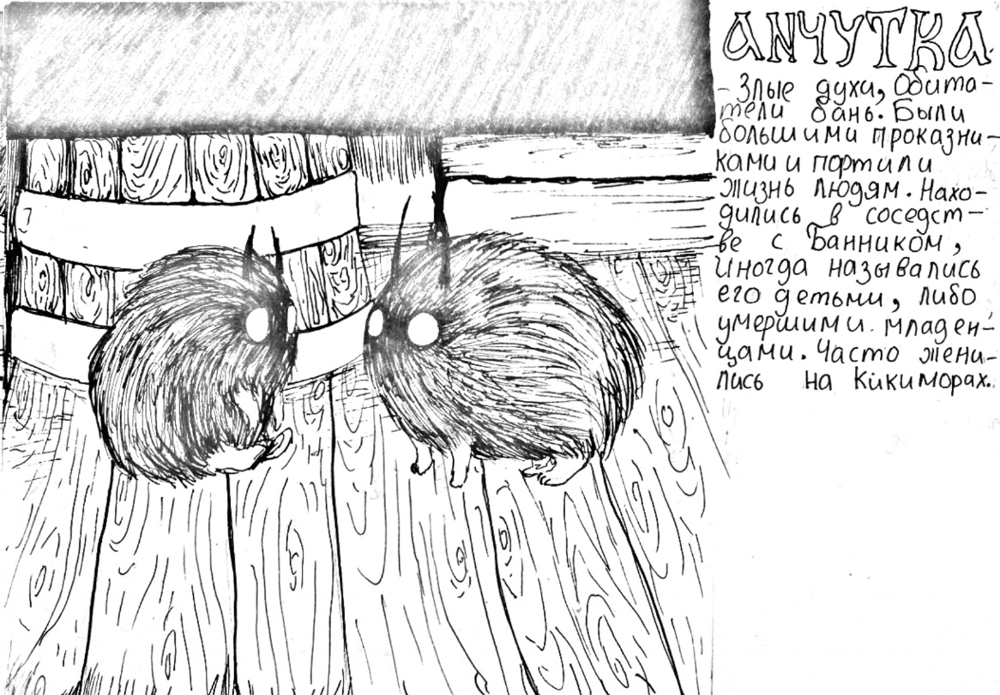 АНЧУТКА
- Злые духи, Обита-
тели бань. Были
большими проказни-
ками и портили
жизнь людям. Нахо-
дились в соседст-
ве с Банником,
Иногда назывались
его детьми, либо
умершими младен-
цами. Часто жени-
лись на Кикиморах.